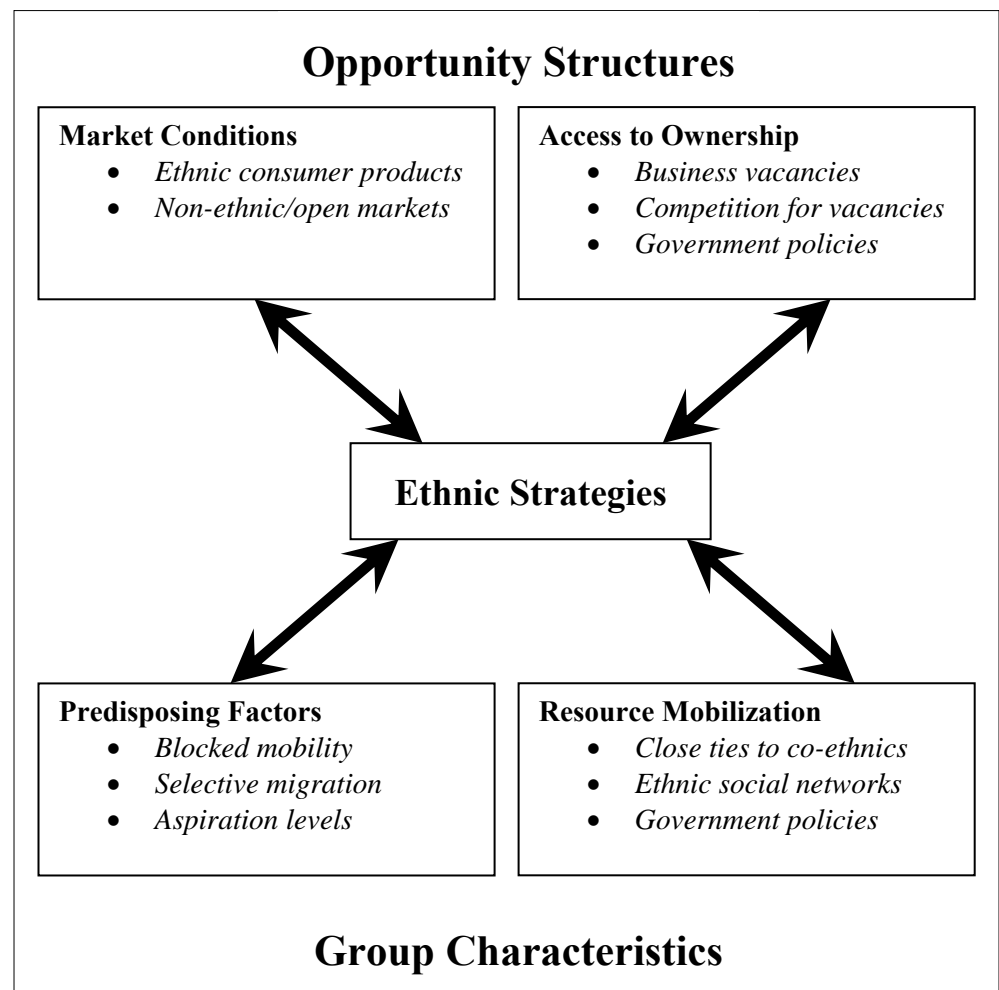 Opportunity Structures
Market Conditions
• Ethnic consumer products
• Non-ethnic/open markets
Access to Ownership
• Business vacancies
• Competition for vacancies
• Government policies
Ethnic Strategies
Predisposing Factors
• Blocked mobility
• Selective migration
• Aspiration levels
Resource Mobilization
• Close ties to co-ethnics
• Ethnic social networks
• Government policies
Group Characteristics